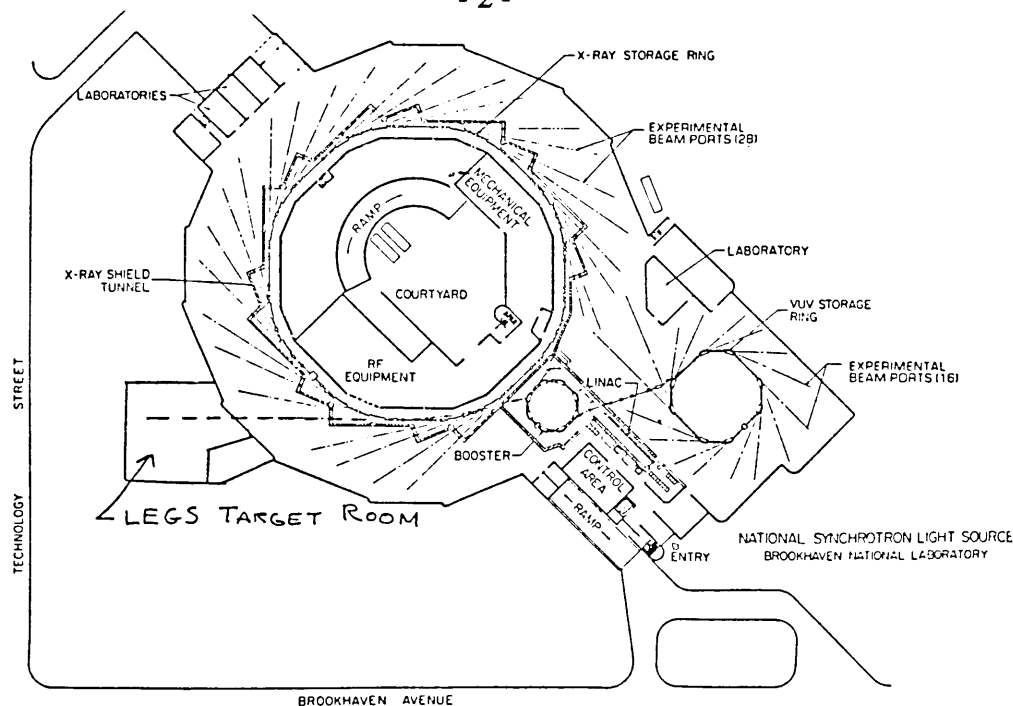 - 2 -
X-RAY STORAGE RING
LABORATORIES
EXPERIMENTAL
BEAM PORTS (28)
MECHANICAL
EQUIPMENT
RAMP
LABORATORY
X-RAY SHIELD
TUNNEL
COURTYARD
VUV STORAGE
RING
RF
EQUIPMENT
LINAC
EXPERIMENTAL
BEAM PORTS (16)
BOOSTER
CONTROL
AREA
RAMP
LEGS TARGET ROOM
TECHNOLOGY STREET
ENTRY
NATIONAL SYNCHROTRON LIGHT SOURCE
BROOKHAVEN NATIONAL LABORATORY
BROOKHAVEN AVENUE